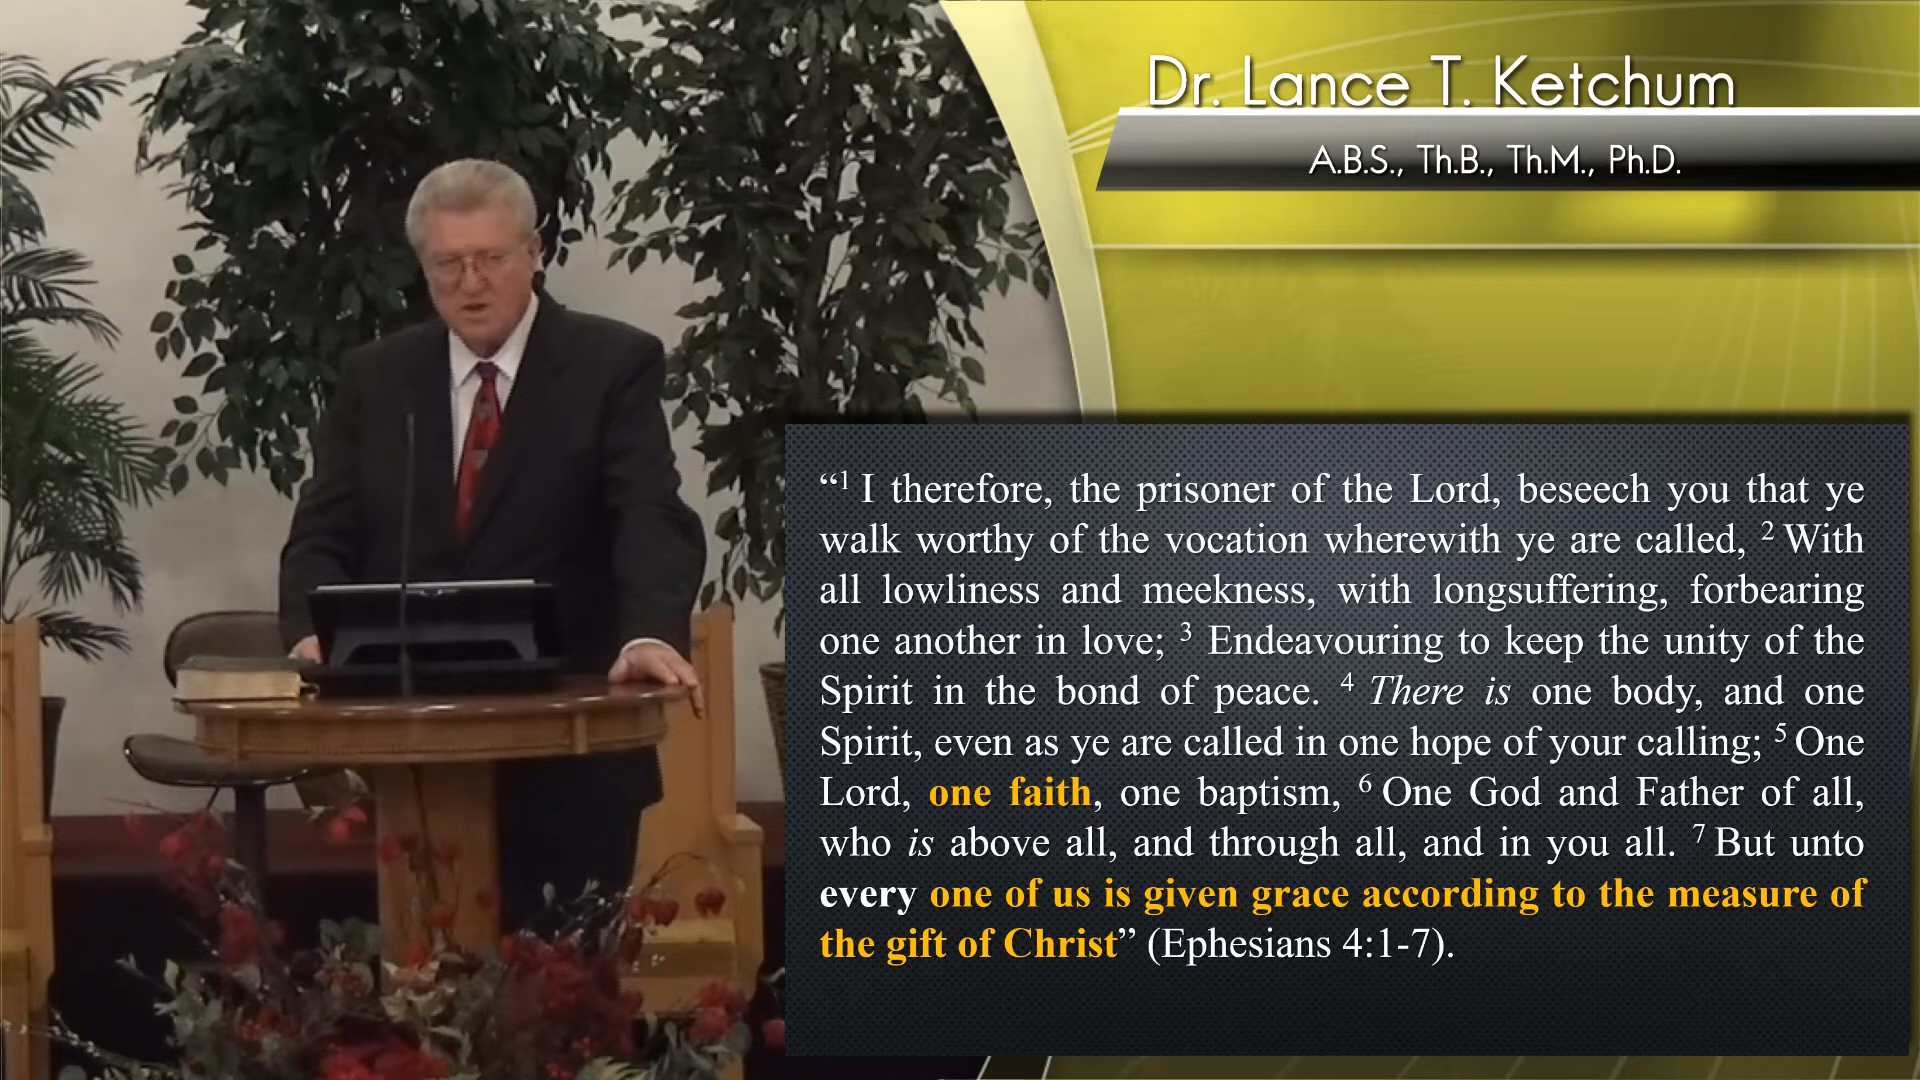 Dr. Lance T. Ketchum
A.B.S., Th.B., Th.M., Ph.D.
“1 I therefore, the prisoner of the Lord, beseech you that ye
walk worthy of the vocation wherewith ye are called, 2 With
all lowliness and meekness, with longsuffering, forbearing
one another in love; 3 Endeavouring to keep the unity of the
Spirit in the bond of peace. 4 There is one body, and one
Spirit, even as ye are called in one hope of your calling; 5 One
Lord, one faith, one baptism, 6 One God and Father of all,
who is above all, and through all, and in you all. 7 But unto
every one of us is given grace according to the measure of
the gift of Christ” (Ephesians 4:1-7).